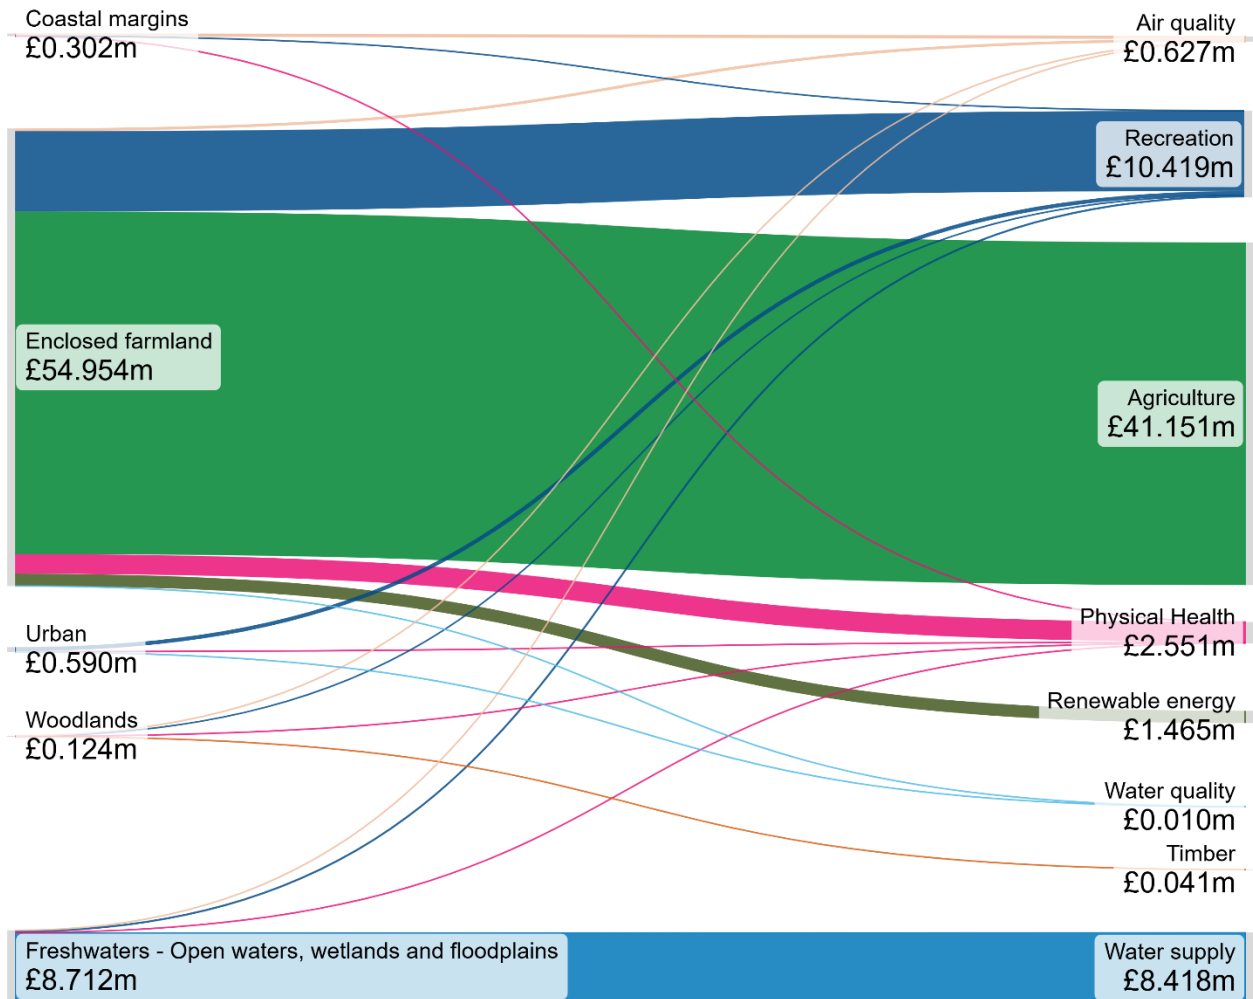 Coastal margins
£0.302m
Air quality
£0.627m
Recreation
£10.419m
Enclosed farmland
£54.954m
Agriculture
£41.151m
Urban
£0.590m
Physical Health
£2.551m
Woodlands
£0.124m
Renewable energy
£1.465m
Water quality
£0.010m
Timber
£0.041m
Freshwaters - Open waters, wetlands and floodplains
£8.712m
Water supply
£8.418m